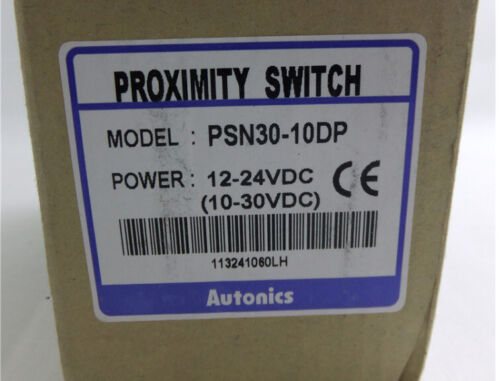 PROXIMITY SWITCH
MODEL : PSN30-10DP
POWER : 12-24VDC CE
(10-30VDC)
113241060LH
Autonics